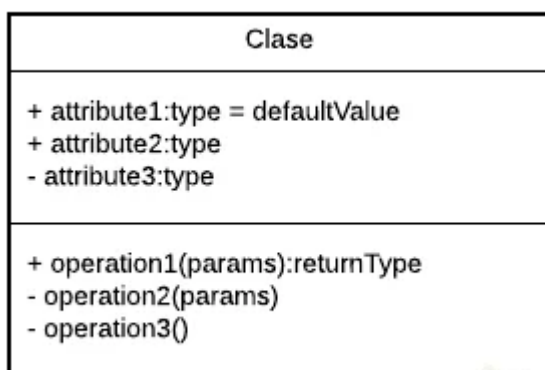 Clase
+ attribute1:type = defaultValue
+ attribute2:type
- attribute3:type
+ operation1(params):returnType
- operation2(params)
- operation3()